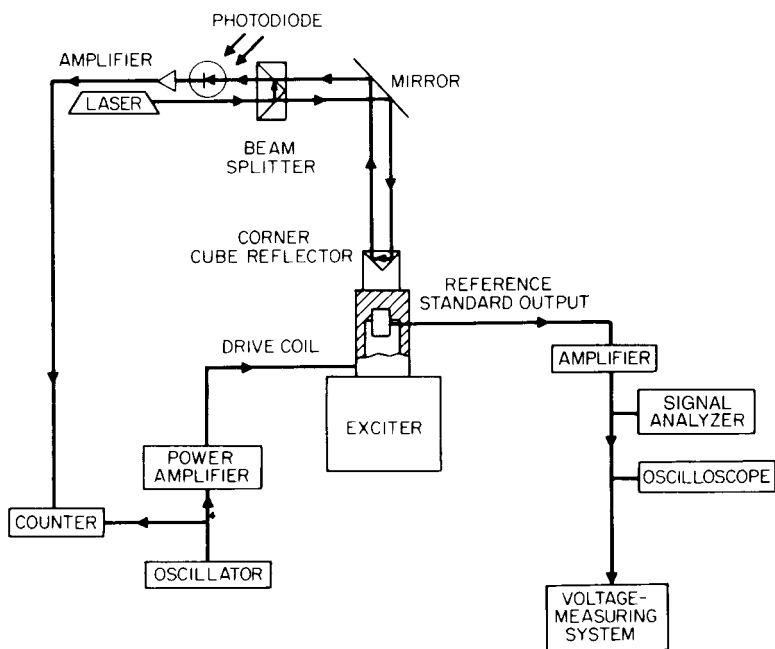 PHOTODIODE
AMPLIFIER
MIRROR
LASER
BEAM
SPLITTER
CORNER
CUBE REFLECTOR
REFERENCE
STANDARD OUTPUT
DRIVE COIL
AMPLIFIER
SIGNAL
ANALYZER
EXCITER
POWER
AMPLIFIER
OSCILLOSCOPE
COUNTER
OSCILLATOR
VOLTAGE-
MEASURING
SYSTEM